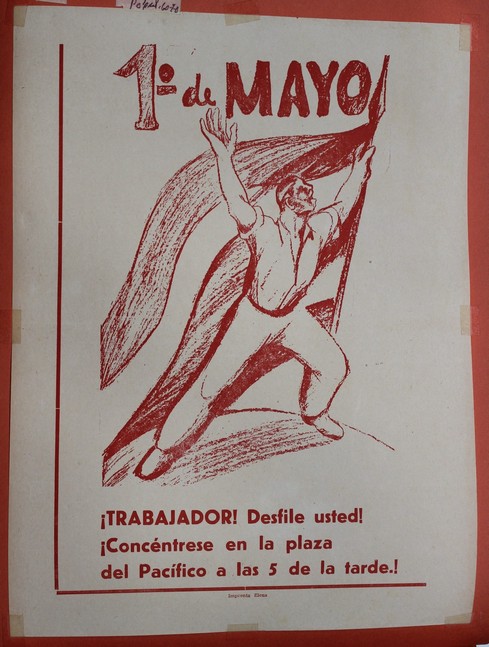 1º de MAYO
¡TRABAJADOR! Desfile usted!
¡Concéntrese en la plaza
del Pacífico a las 5 de la tarde.!